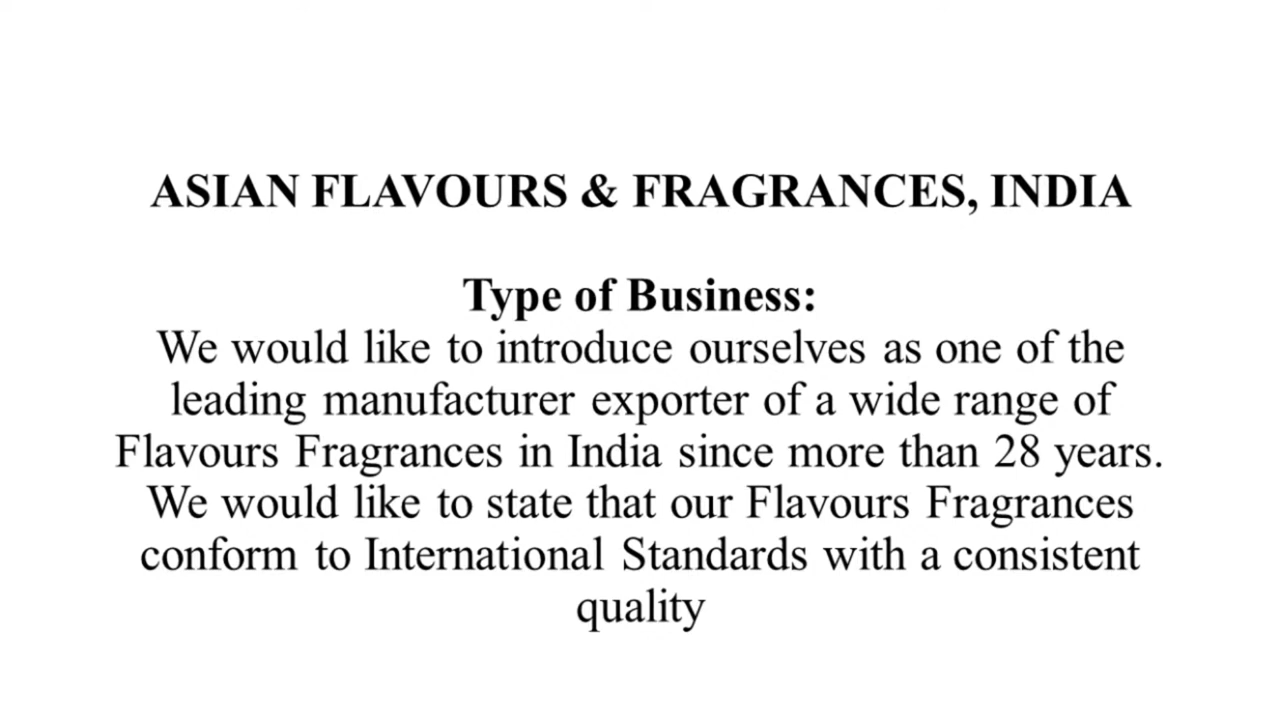 ASIAN FLAVOURS & FRAGRANCES, INDIA
Type of Business:
We would like to introduce ourselves as one of the
leading manufacturer exporter of a wide range of
Flavours Fragrances in India since more than 28 years.
We would like to state that our Flavours Fragrances
conform to International Standards with a consistent
quality